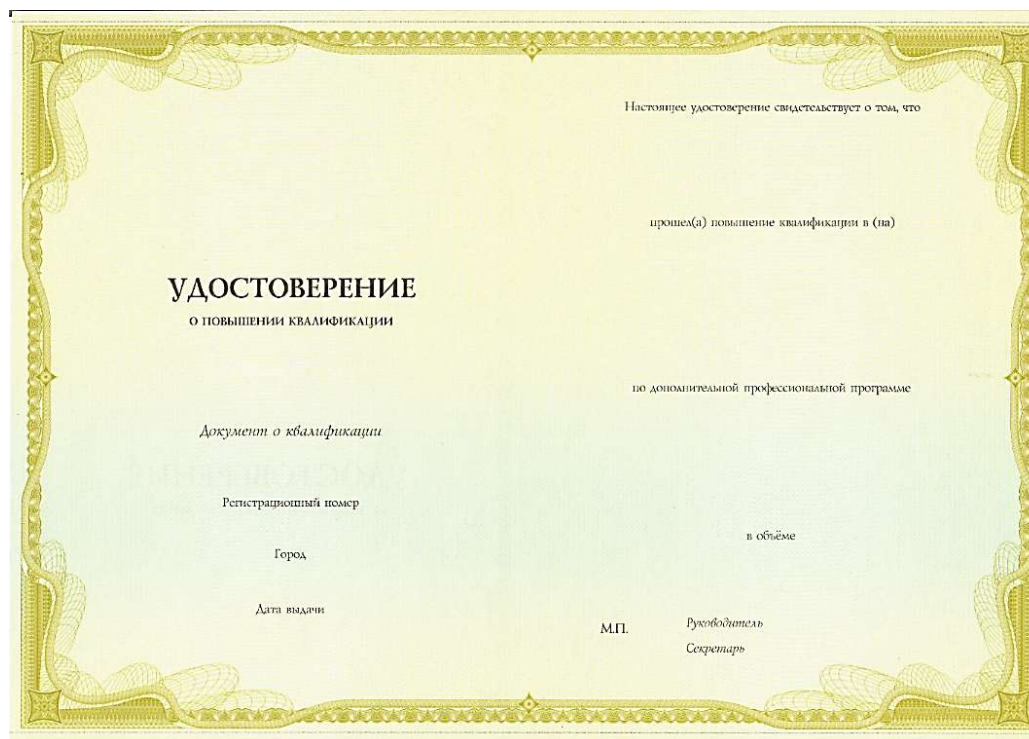 УДОСТОВЕРЕНИЕ
О ПОВЫШЕНИИ КВАЛИФИКАЦИИ
Документ о квалификации
Регистрационный номер
Город
Дата выдачи
Настоящее удостоверение свидетельствует о том, что
прошел(а) повышение квалификации в (на)
по дополнительной профессиональной программе
в объёме
М.П.
Руководитель
Секретарь